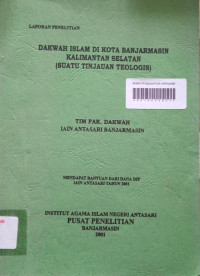 LAPORAN PENELITIAN
DAKWAH ISLAM DI KOTA BANJARMASIN
KALIMANTAN SELATAN
(SUATU TINJAUAN TEOLOGIS)
TIM FAK. DAKWAH
IAIN ANTASARI BANJARMASIN
MENDAPAT BANTUAN DARI DANA DIP
IAIN ANTASARI TAHUN 2001
INSTITUT AGAMA ISLAM NEGERI ANTASARI
PUSAT PENELITIAN
BANJARMASIN
2001